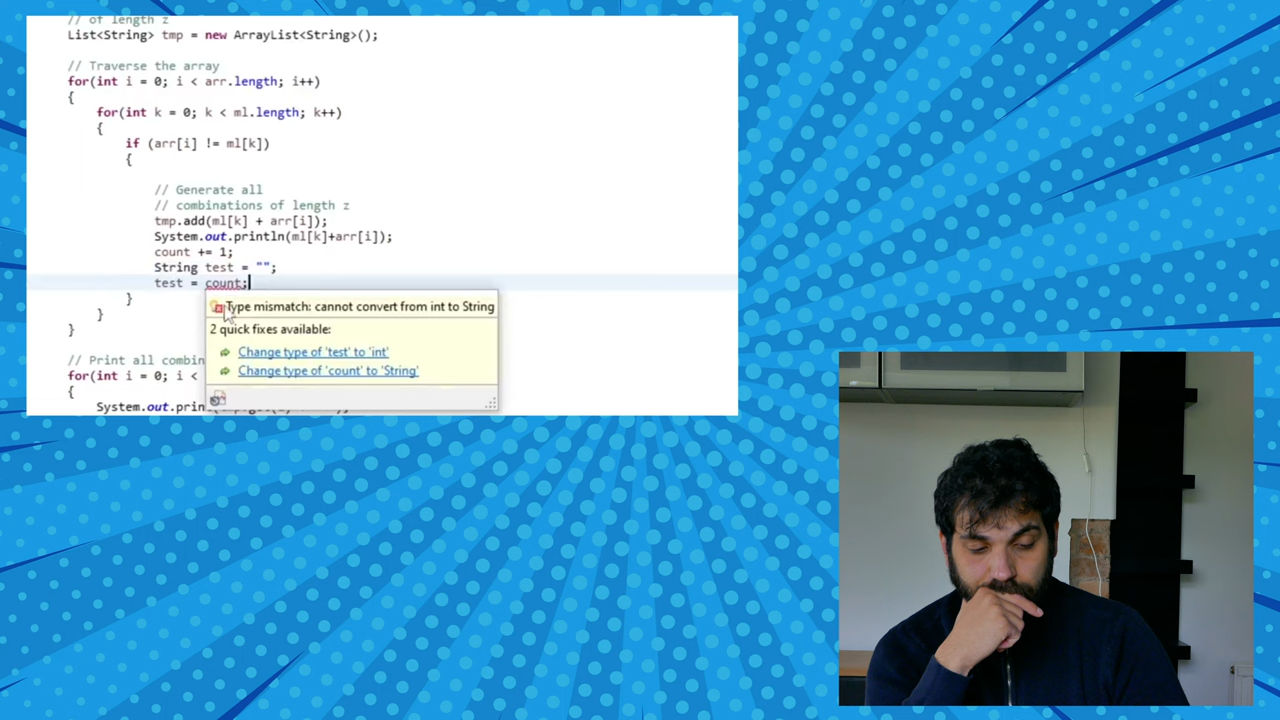 // of length z
List<String> tmp = new ArrayList<String>();
// Traverse the array
for(int i = 0; i < arr.length; i++)
{
for(int k = 0; k < ml.length; k++)
{
if (arr[i] != ml[k])
{
// Generate all
// combinations of length z
tmp.add(ml[k] + arr[i]);
System.out.println(ml[k]+arr[i]);
count += 1;
String test = "";
test = count;
}
Type mismatch: cannot convert from int to String
2 quick fixes available:
Change type of 'test' to 'int'
Change type of 'count' to 'String'
}
}
// Print all combin
for(int i = 0; i <
{
System.out.prin